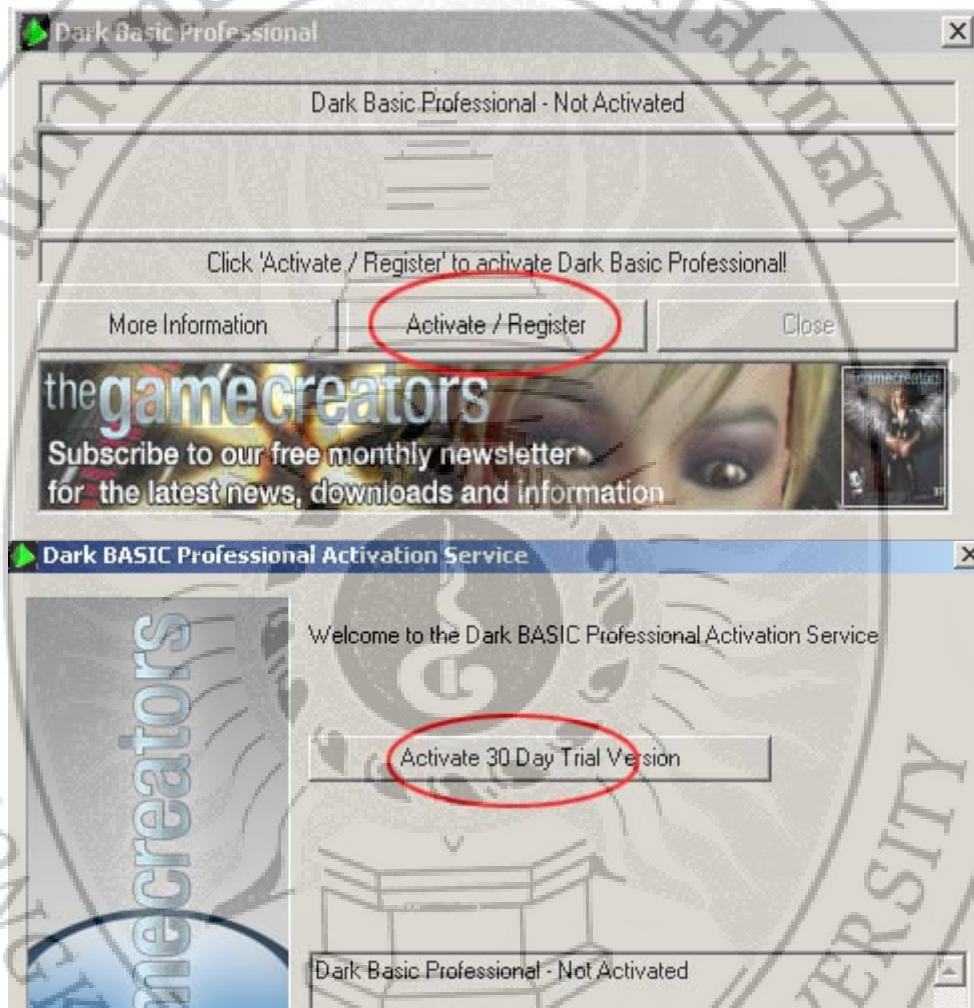 Dark Basic Professional
Dark Basic Professional - Not Activated
Click 'Activate / Register' to activate Dark Basic Professional!
More Information
Activate / Register
Close
thegamecreators
Subscribe to our free monthly newsletter
for the latest news, downloads and information
Dark BASIC Professional Activation Service
mecreators
Welcome to the Dark BASIC Professional Activation Service
Activate 30 Day Trial Version
Dark Basic Professional - Not Activated